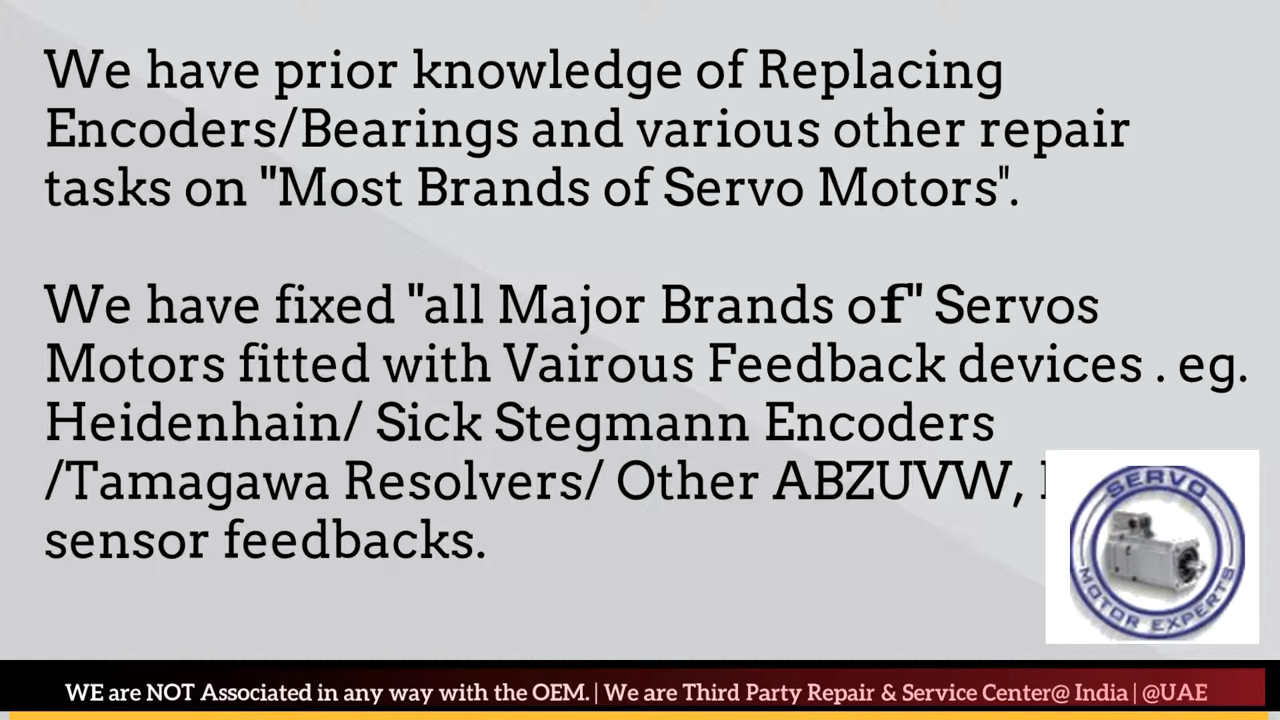 We have prior knowledge of Replacing
Encoders/Bearings and various other repair
tasks on "Most Brands of Servo Motors".
We have fixed "all Major Brands of" Servos
Motors fitted with Vairous Feedback devices . eg.
Heidenhain/ Sick Stegmann Encoders
/Tamagawa Resolvers/ Other ABZUVW,
sensor feedbacks.
SERVO
MOTOR EXPERTS
WE are NOT Associated in any way with the OEM. | We are Third Party Repair & Service Center@ India | @UAE